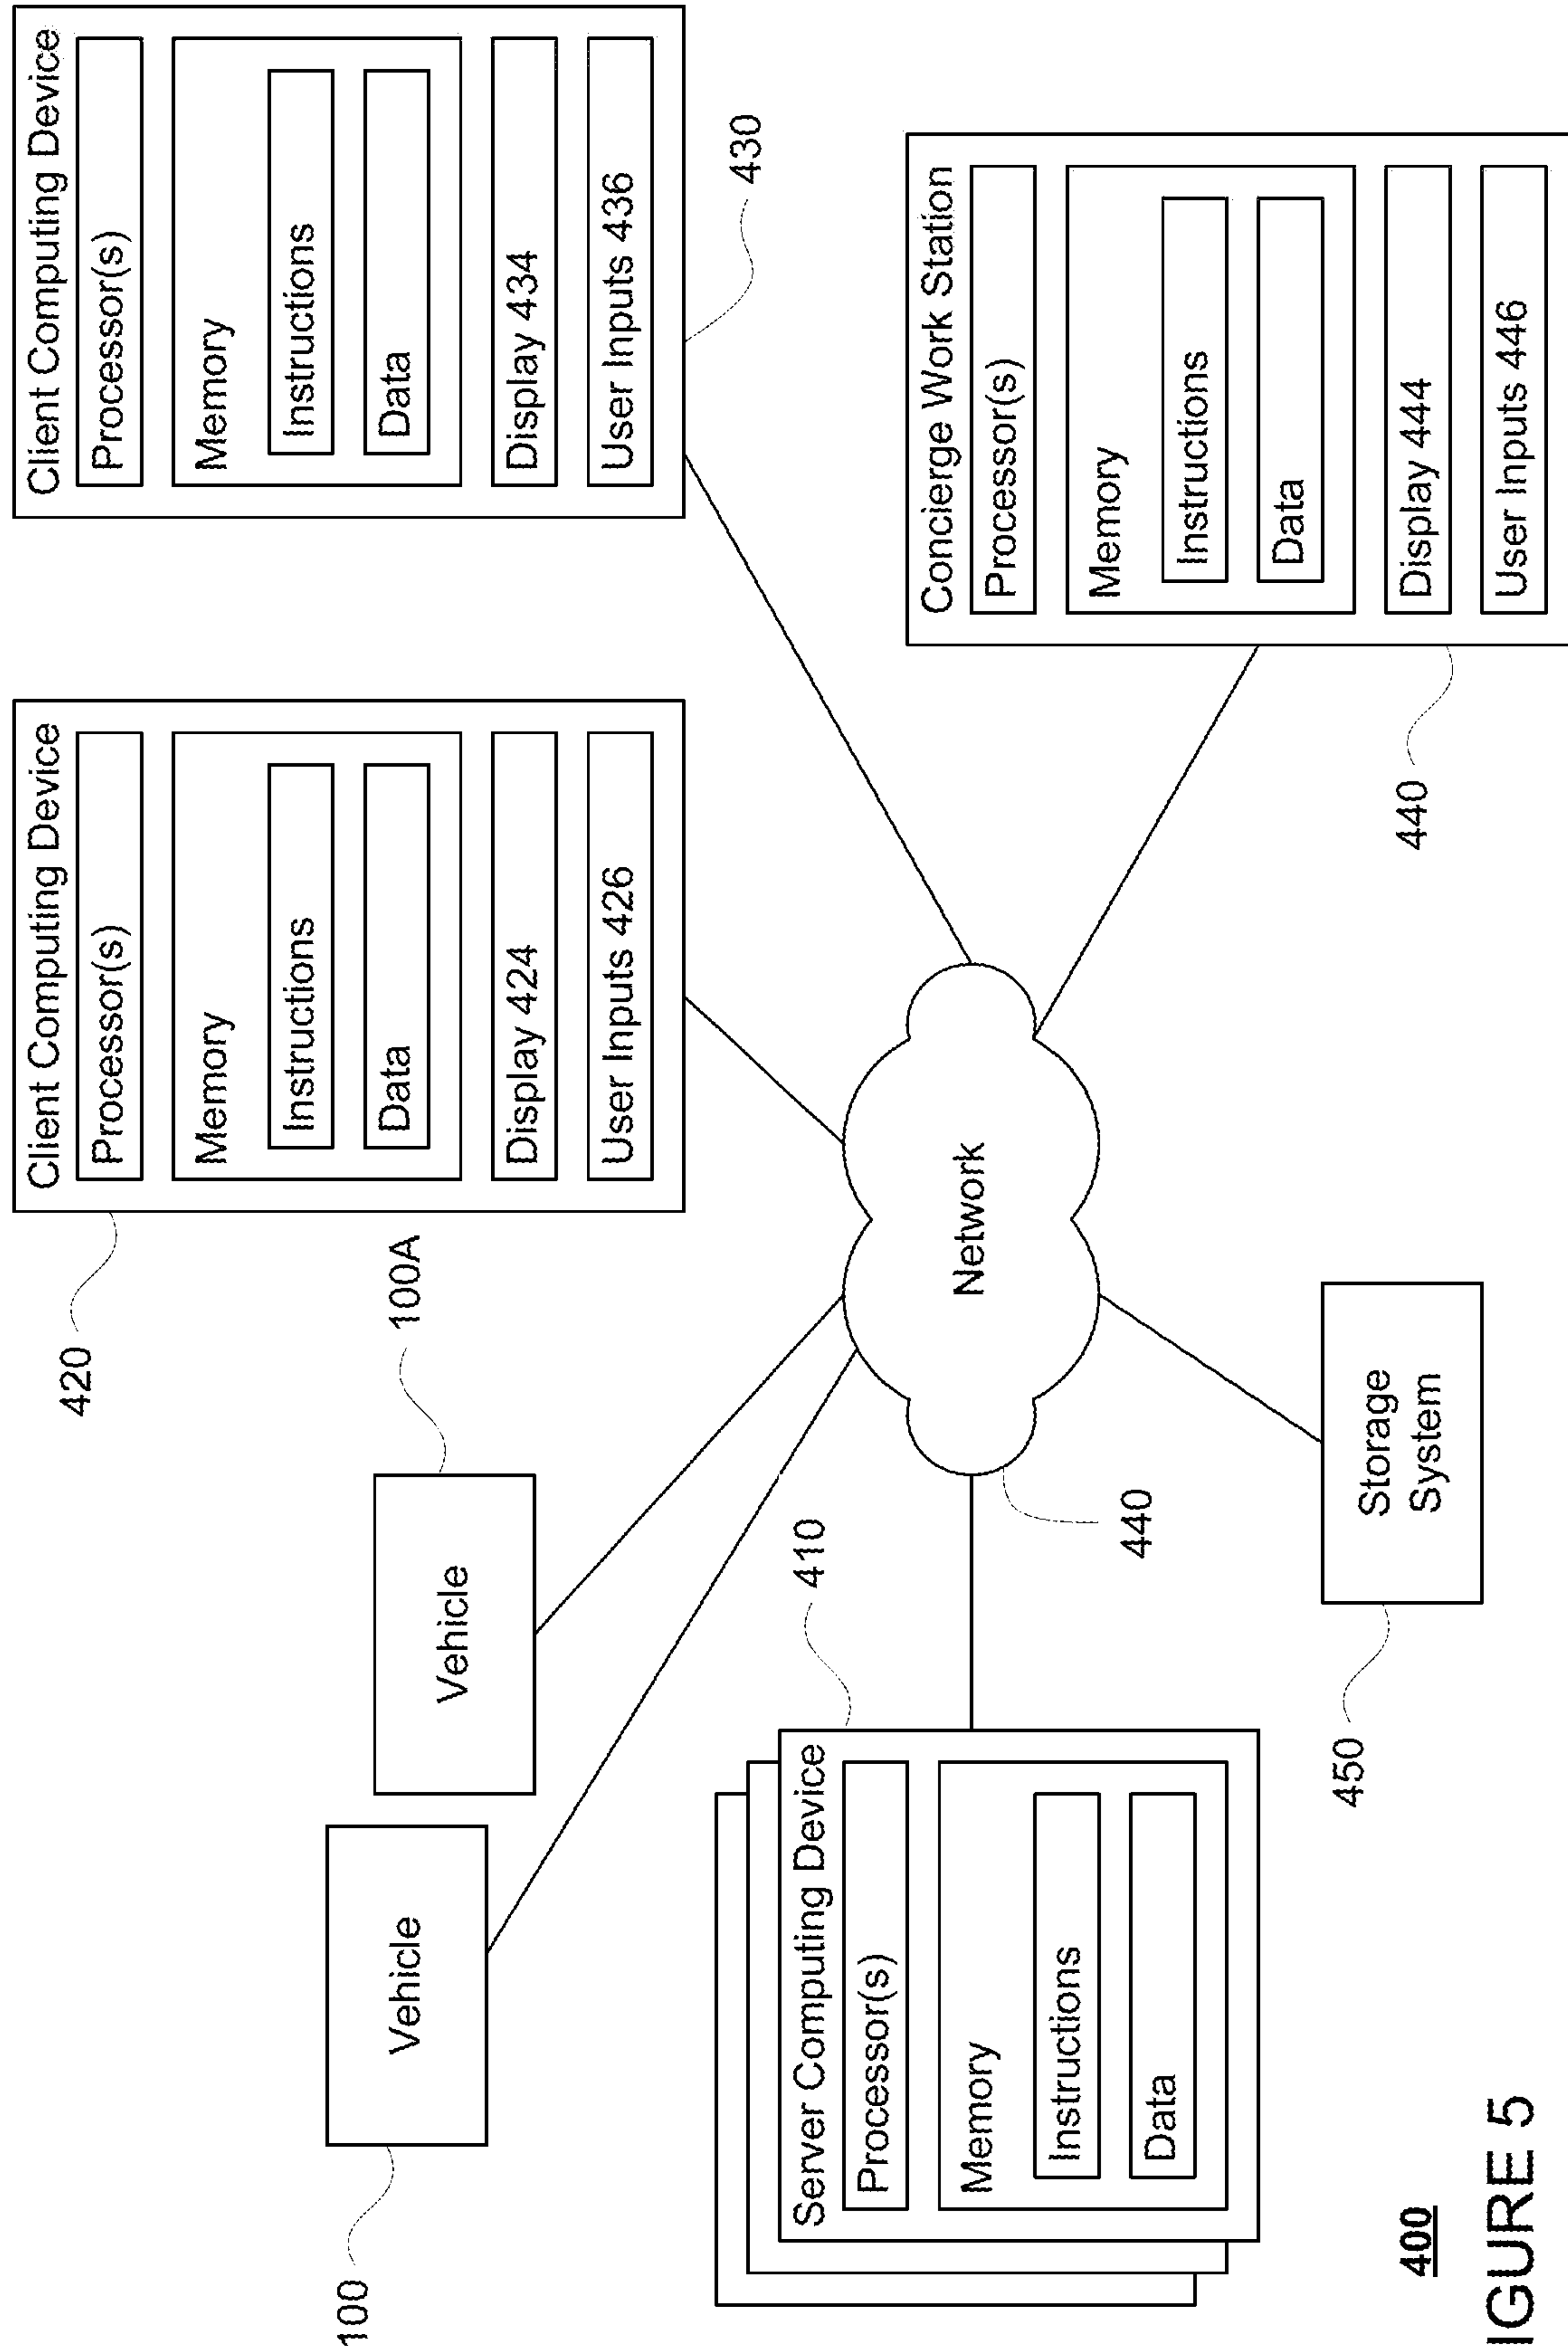 Client Computing Device
Processor(s)
Memory
Instructions
Data
Display 424
User Inputs 426
420
Client Computing Device
Processor(s)
Memory
Instructions
Data
Display 434
User Inputs 436
430
Vehicle
100
Vehicle
100A
Server Computing Device
Processor(s)
Memory
Instructions
Data
410
Network
440
Concierge Work Station
Processor(s)
Memory
Instructions
Data
Display 444
User Inputs 446
440
Storage
System
450
400
IGURE 5